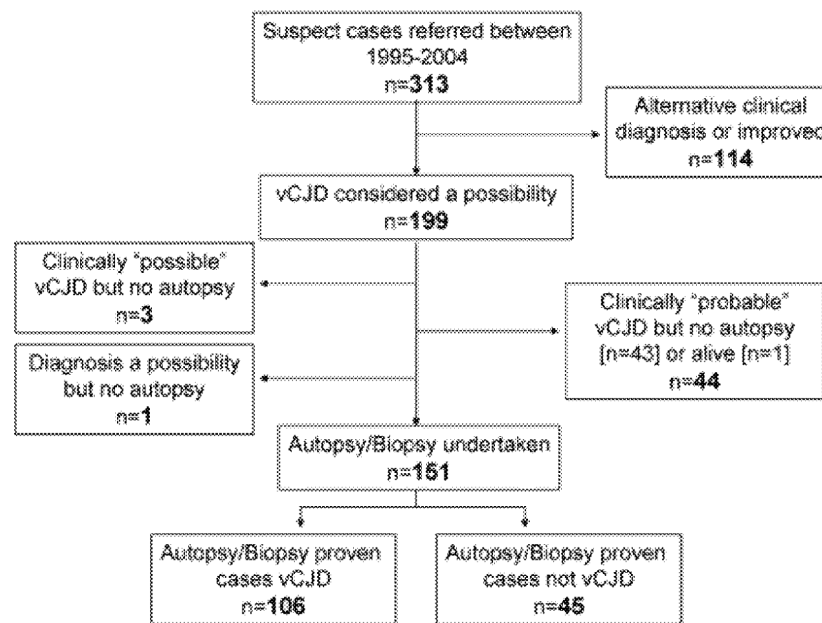 Suspect cases referred between
1995-2004
n=313
Alternative clinical
diagnosis or improved
n=114
vCJD considered a possibility
n=199
Clinically "possible"
vCJD but no autopsy
n=3
Clinically "probable"
vCJD but no autopsy
[n=43] or alive [n=1]
n=44
Diagnosis a possibility
but no autopsy
n=1
Autopsy/Biopsy undertaken
n=151
Autopsy/Biopsy proven
cases vCJD
n=106
Autopsy/Biopsy proven
cases not vCJD
n=45